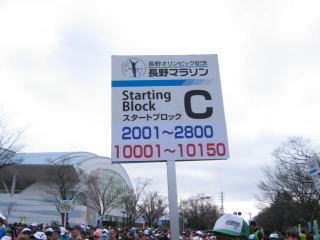 長野オリンピック記念
長野マラソン
Starting
Block
C
スタートブロック
2001~2800
10001~10150